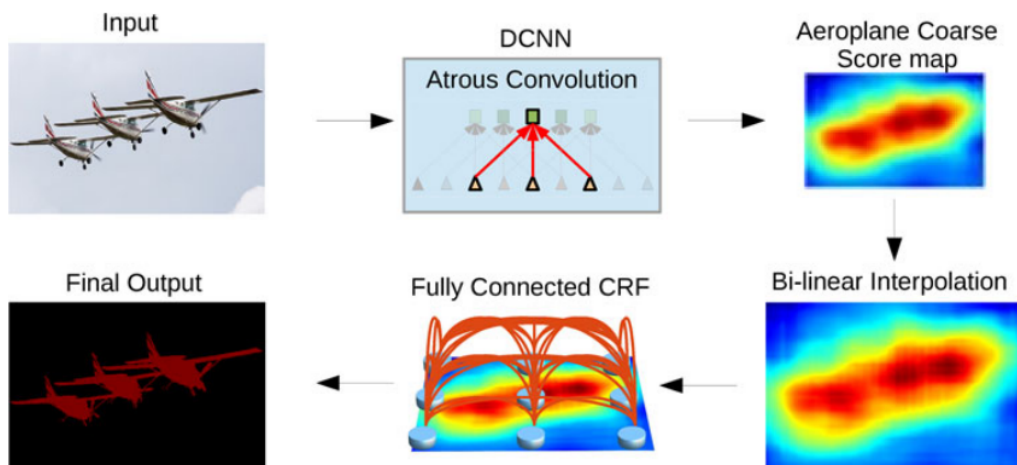 Input
DCNN
Atrous Convolution
Aeroplane Coarse
Score map
Final Output
Fully Connected CRF
Bi-linear Interpolation